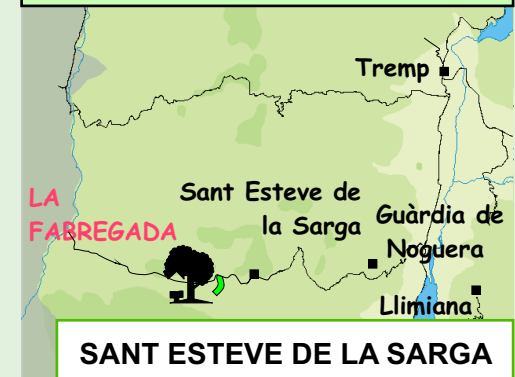 Tremp
LA
FABREGADA
Sant Esteve de
la Sarga
Guàrdia de
Noguera
Llimiana
SANT ESTEVE DE LA SARGA